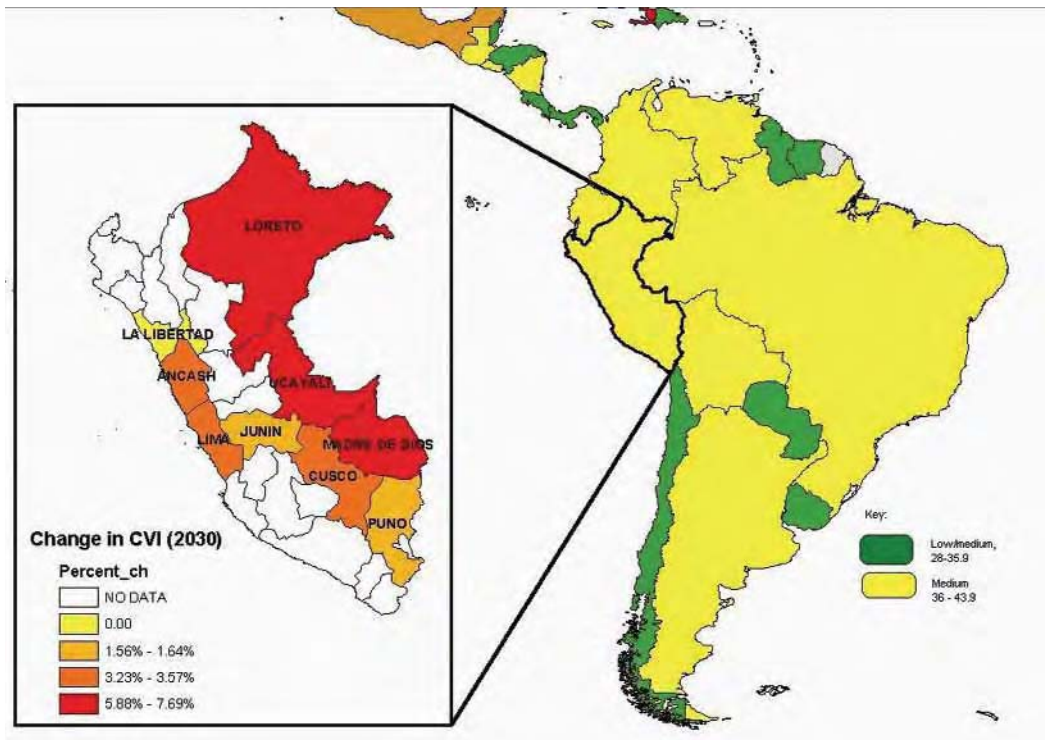 LORETO
LA LIBERTAD
ANCASH
UCAYALI
LIMA
JUNIN
MADRE DE DIOS
CUSCO
PUNO
Change in CVI (2030)
Percent_ch
NO DATA
0.00
1.56% - 1.64%
3.23% - 3.57%
5.88% - 7.69%
Key:
Low/medium,
28-35.9
Medium
36 - 43.9